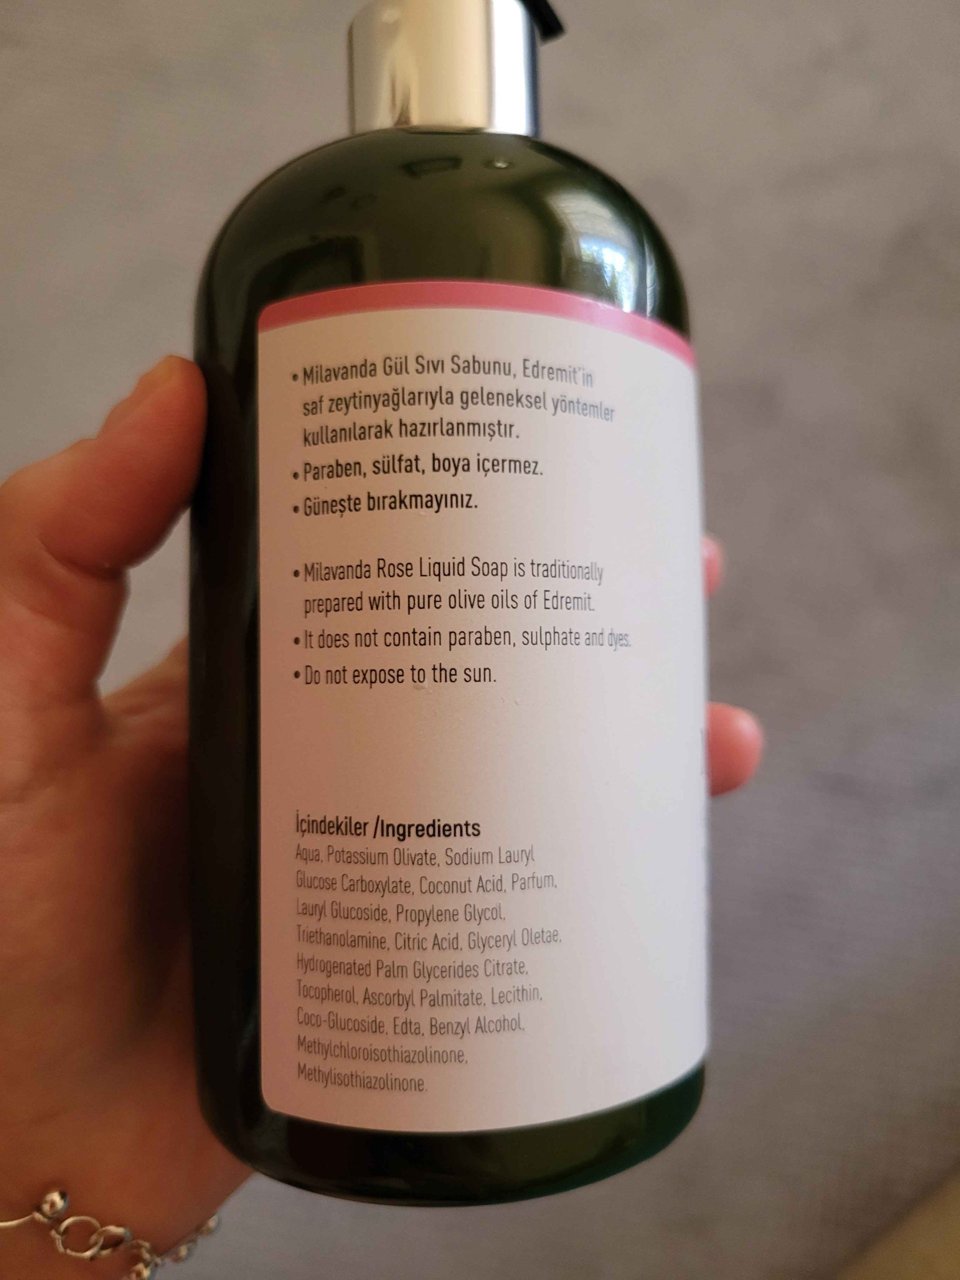 • Milavanda Gül Sıvı Sabunu, Edremit'in
saf zeytinyağlarıyla geleneksel yöntemler
kullanılarak hazırlanmıştır.
• Paraben, sülfat, boya içermez.
• Güneşte bırakmayınız.
• Milavanda Rose Liquid Soap is traditionally
prepared with pure olive oils of Edremit.
• It does not contain paraben, sulphate and dyes.
• Do not expose to the sun.
İçindekiler /Ingredients
Aqua, Potassium Olivate, Sodium Lauryl
Glucose Carboxylate, Coconut Acid, Parfum,
Lauryl Glucoside, Propylene Glycol,
Triethanolamine, Citric Acid, Glyceryl Oletae,
Hydrogenated Palm Glycerides Citrate,
Tocopherol, Ascorbyl Palmitate, Lecithin,
Coco-Glucoside, Edta, Benzyl Alcohol,
Methylchloroisothiazolinone,
Methylisothiazolinone.